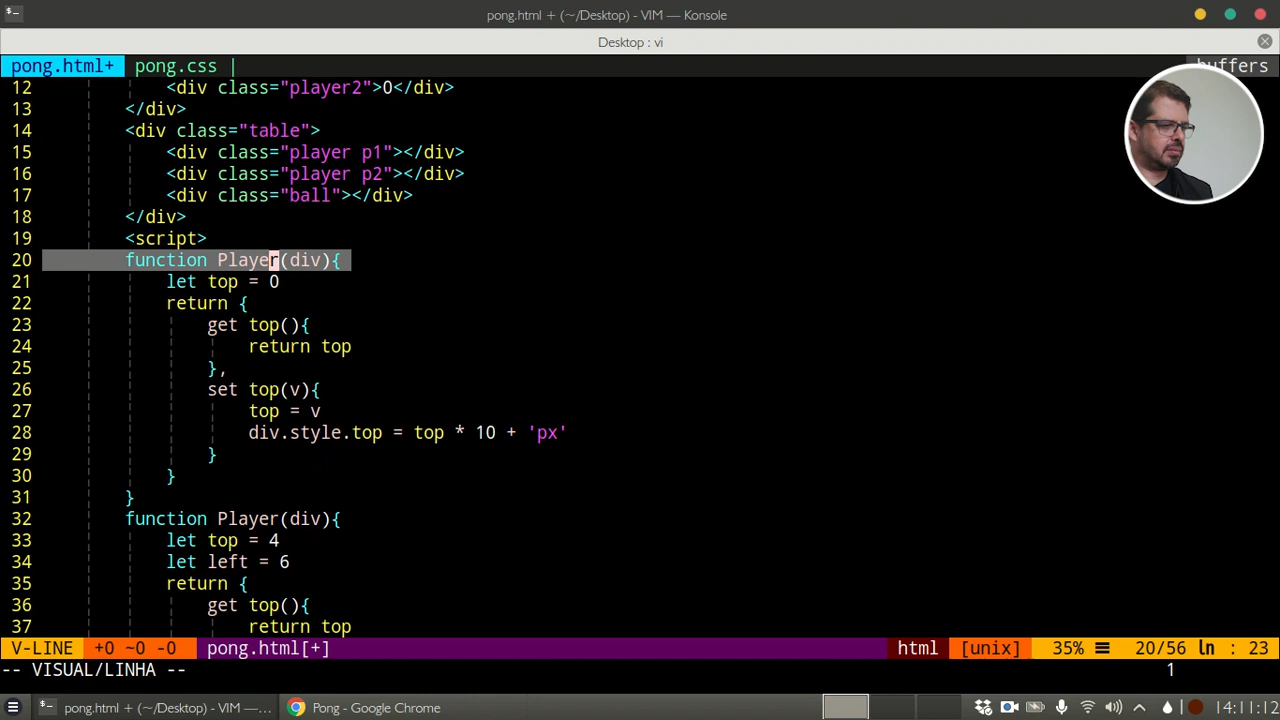 pong.html + (~/Desktop) - VIM — Konsole
Desktop : vi
pong.html+ pong.css | buffers
12 <div class="player2">0</div>
13 </div>
14 <div class="table">
15 <div class="player p1"></div>
16 <div class="player p2"></div>
17 <div class="ball"></div>
18 </div>
19 <script>
20 function Player(div){
21 let top = 0
22 return {
23 get top(){
24 return top
25 },
26 set top(v){
27 top = v
28 div.style.top = top * 10 + 'px'
29 }
30 }
31 }
32 function Player(div){
33 let top = 4
34 let left = 6
35 return {
36 get top(){
37 return top
V-LINE +0 ~0 -0 pong.html[+] html [unix] 35% ☰ 20/56 ln : 23
-- VISUAL/LINHA -- 1
pong.html + (~/Desktop) - VIM —... Pong - Google Chrome 14:11:12